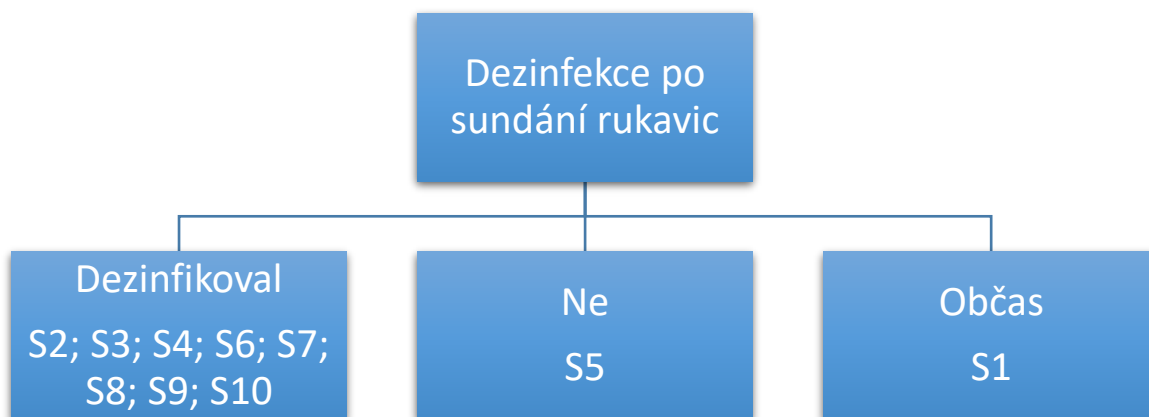 Dezinfekce po
sundání rukavic
Dezinfikoval
S2; S3; S4; S6; S7;
S8; S9; S10
Ne
S5
Občas
S1